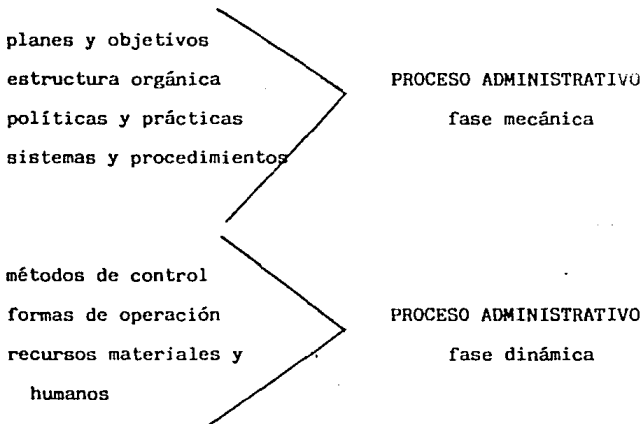 planes y objetivos
estructura orgánica
políticas y prácticas
sistemas y procedimientos
PROCESO ADMINISTRATIVO
fase mecánica
métodos de control
formas de operación
recursos materiales y
humanos
PROCESO ADMINISTRATIVO
fase dinámica